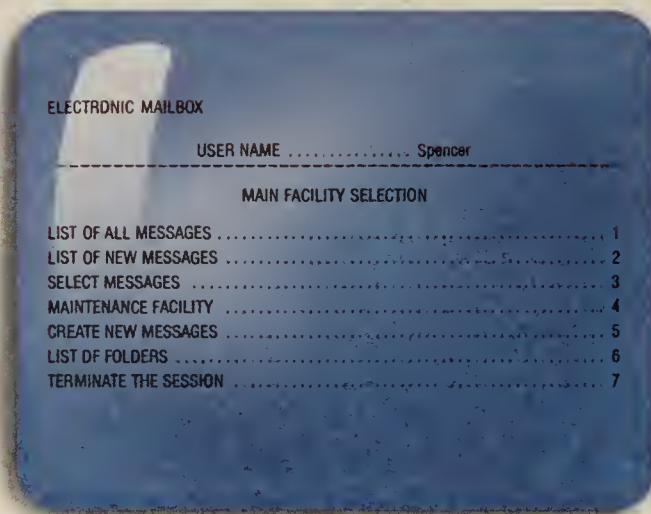 ELECTRONIC MAILBOX
USER NAME ............... Spencer
MAIN FACILITY SELECTION
LIST OF ALL MESSAGES ............... 1
LIST OF NEW MESSAGES ............... 2
SELECT MESSAGES ............... 3
MAINTENANCE FACILITY ............... 4
CREATE NEW MESSAGES ............... 5
LIST OF FOLDERS ............... 6
TERMINATE THE SESSION ............... 7